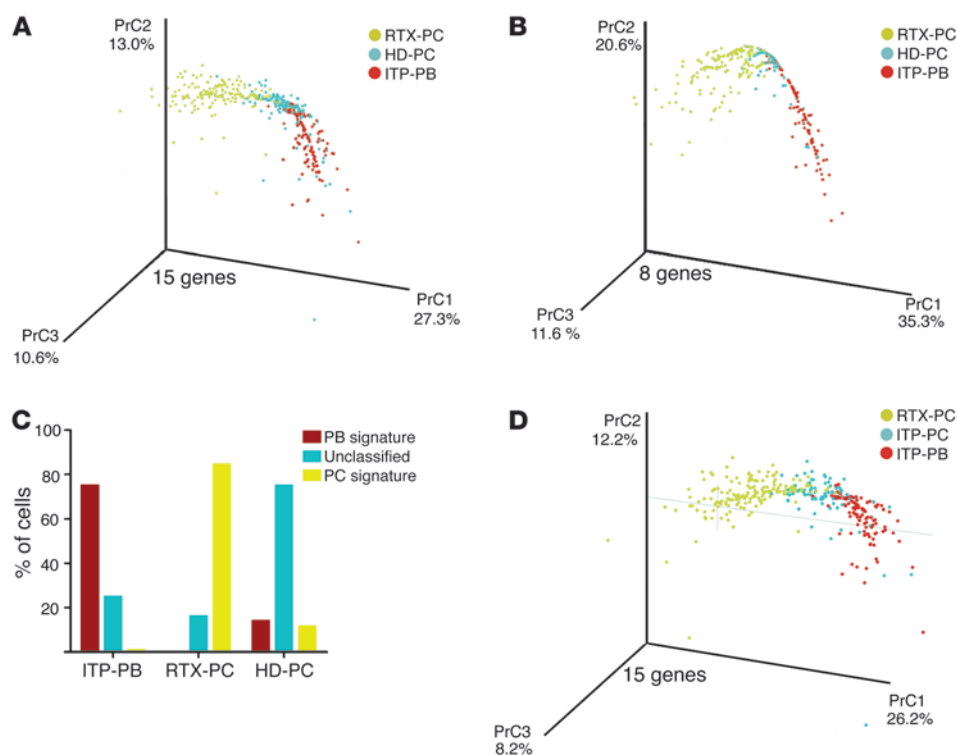 A
PrC2
13.0%
RTX-PC
HD-PC
ITP-PB
15 genes
PrC1
27.3%
PrC3
10.6%
B
PrC2
20.6%
RTX-PC
HD-PC
ITP-PB
8 genes
PrC1
35.3%
PrC3
11.6 %
C
% of cells
100
80
60
40
20
PB signature
Unclassified
PC signature
ITP-PB
RTX-PC
HD-PC
D
PrC2
12.2%
RTX-PC
ITP-PC
ITP-PB
15 genes
PrC1
26.2%
PrC3
8.2%